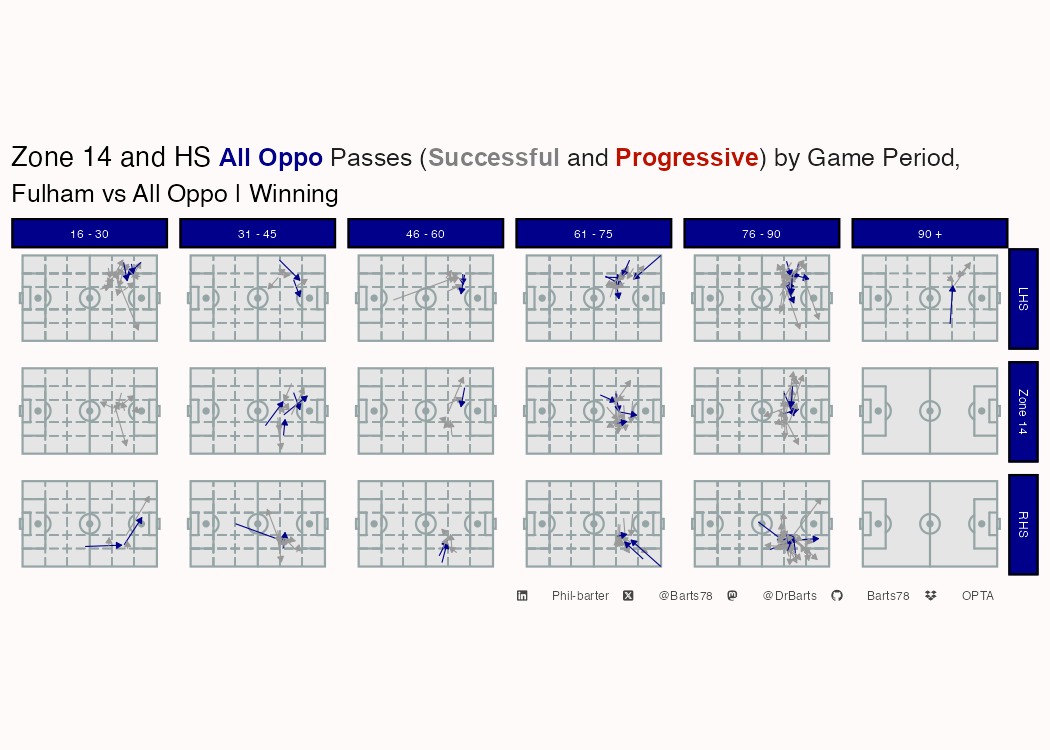 Zone 14 and HS All Oppo Passes (Successful and Progressive) by Game Period,
Fulham vs All Oppo | Winning
16 - 30 31 - 45 46 - 60 61 - 75 76 - 90 90 +
LHS
Zone 14
RHS
Phil-barter @Barts78 @DrBarts Barts78 OPTA